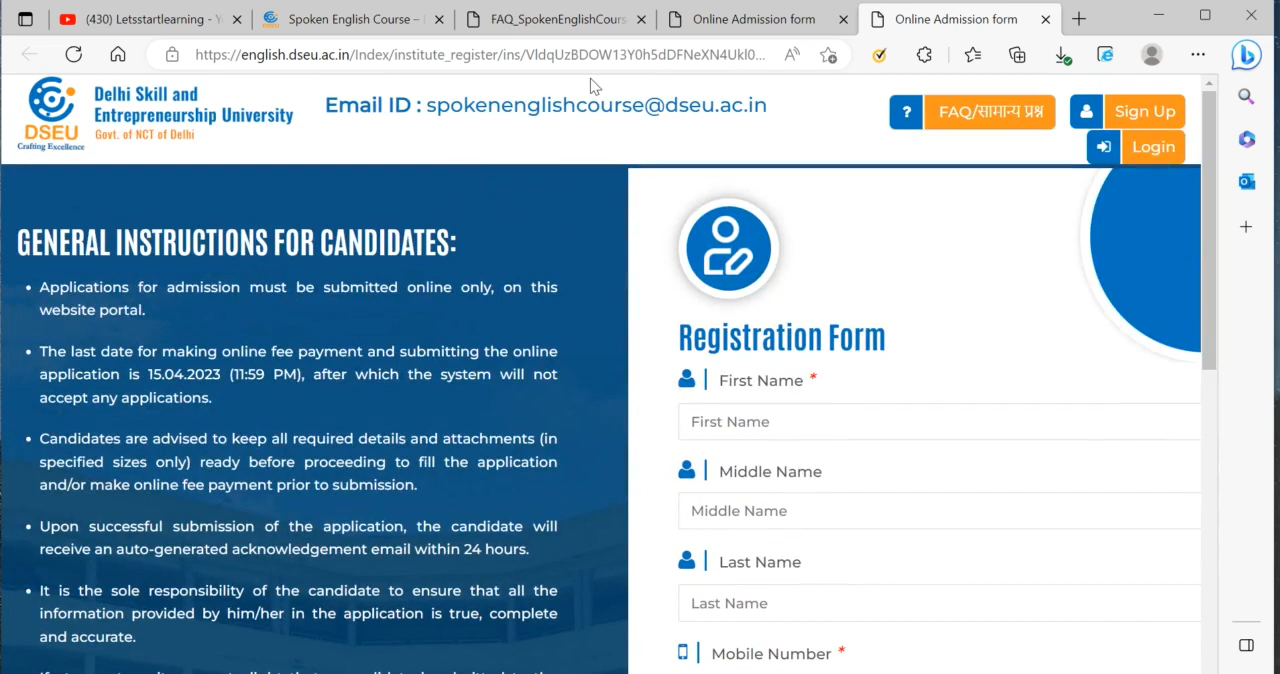 (430) Letsstartlearning - Y
Spoken English Course –
FAQ_SpokenEnglishCours
Online Admission form
Online Admission form
https://english.dseu.ac.in/Index/institute_register/ins/VldqUzBDOW13Y0h5dDFNeXN4Ukl0...
DSEU
Crafting Excellence
Delhi Skill and
Entrepreneurship University
Govt. of NCT of Delhi
Email ID : spokenenglishcourse@dseu.ac.in
? FAQ/सामान्य प्रश्न
Sign Up
Login
GENERAL INSTRUCTIONS FOR CANDIDATES:
• Applications for admission must be submitted online only, on this
website portal.
• The last date for making online fee payment and submitting the online
application is 15.04.2023 (11:59 PM), after which the system will not
accept any applications.
• Candidates are advised to keep all required details and attachments (in
specified sizes only) ready before proceeding to fill the application
and/or make online fee payment prior to submission.
• Upon successful submission of the application, the candidate will
receive an auto-generated acknowledgement email within 24 hours.
• It is the sole responsibility of the candidate to ensure that all the
information provided by him/her in the application is true, complete
and accurate.
Registration Form
First Name *
First Name
Middle Name
Middle Name
Last Name
Last Name
Mobile Number *